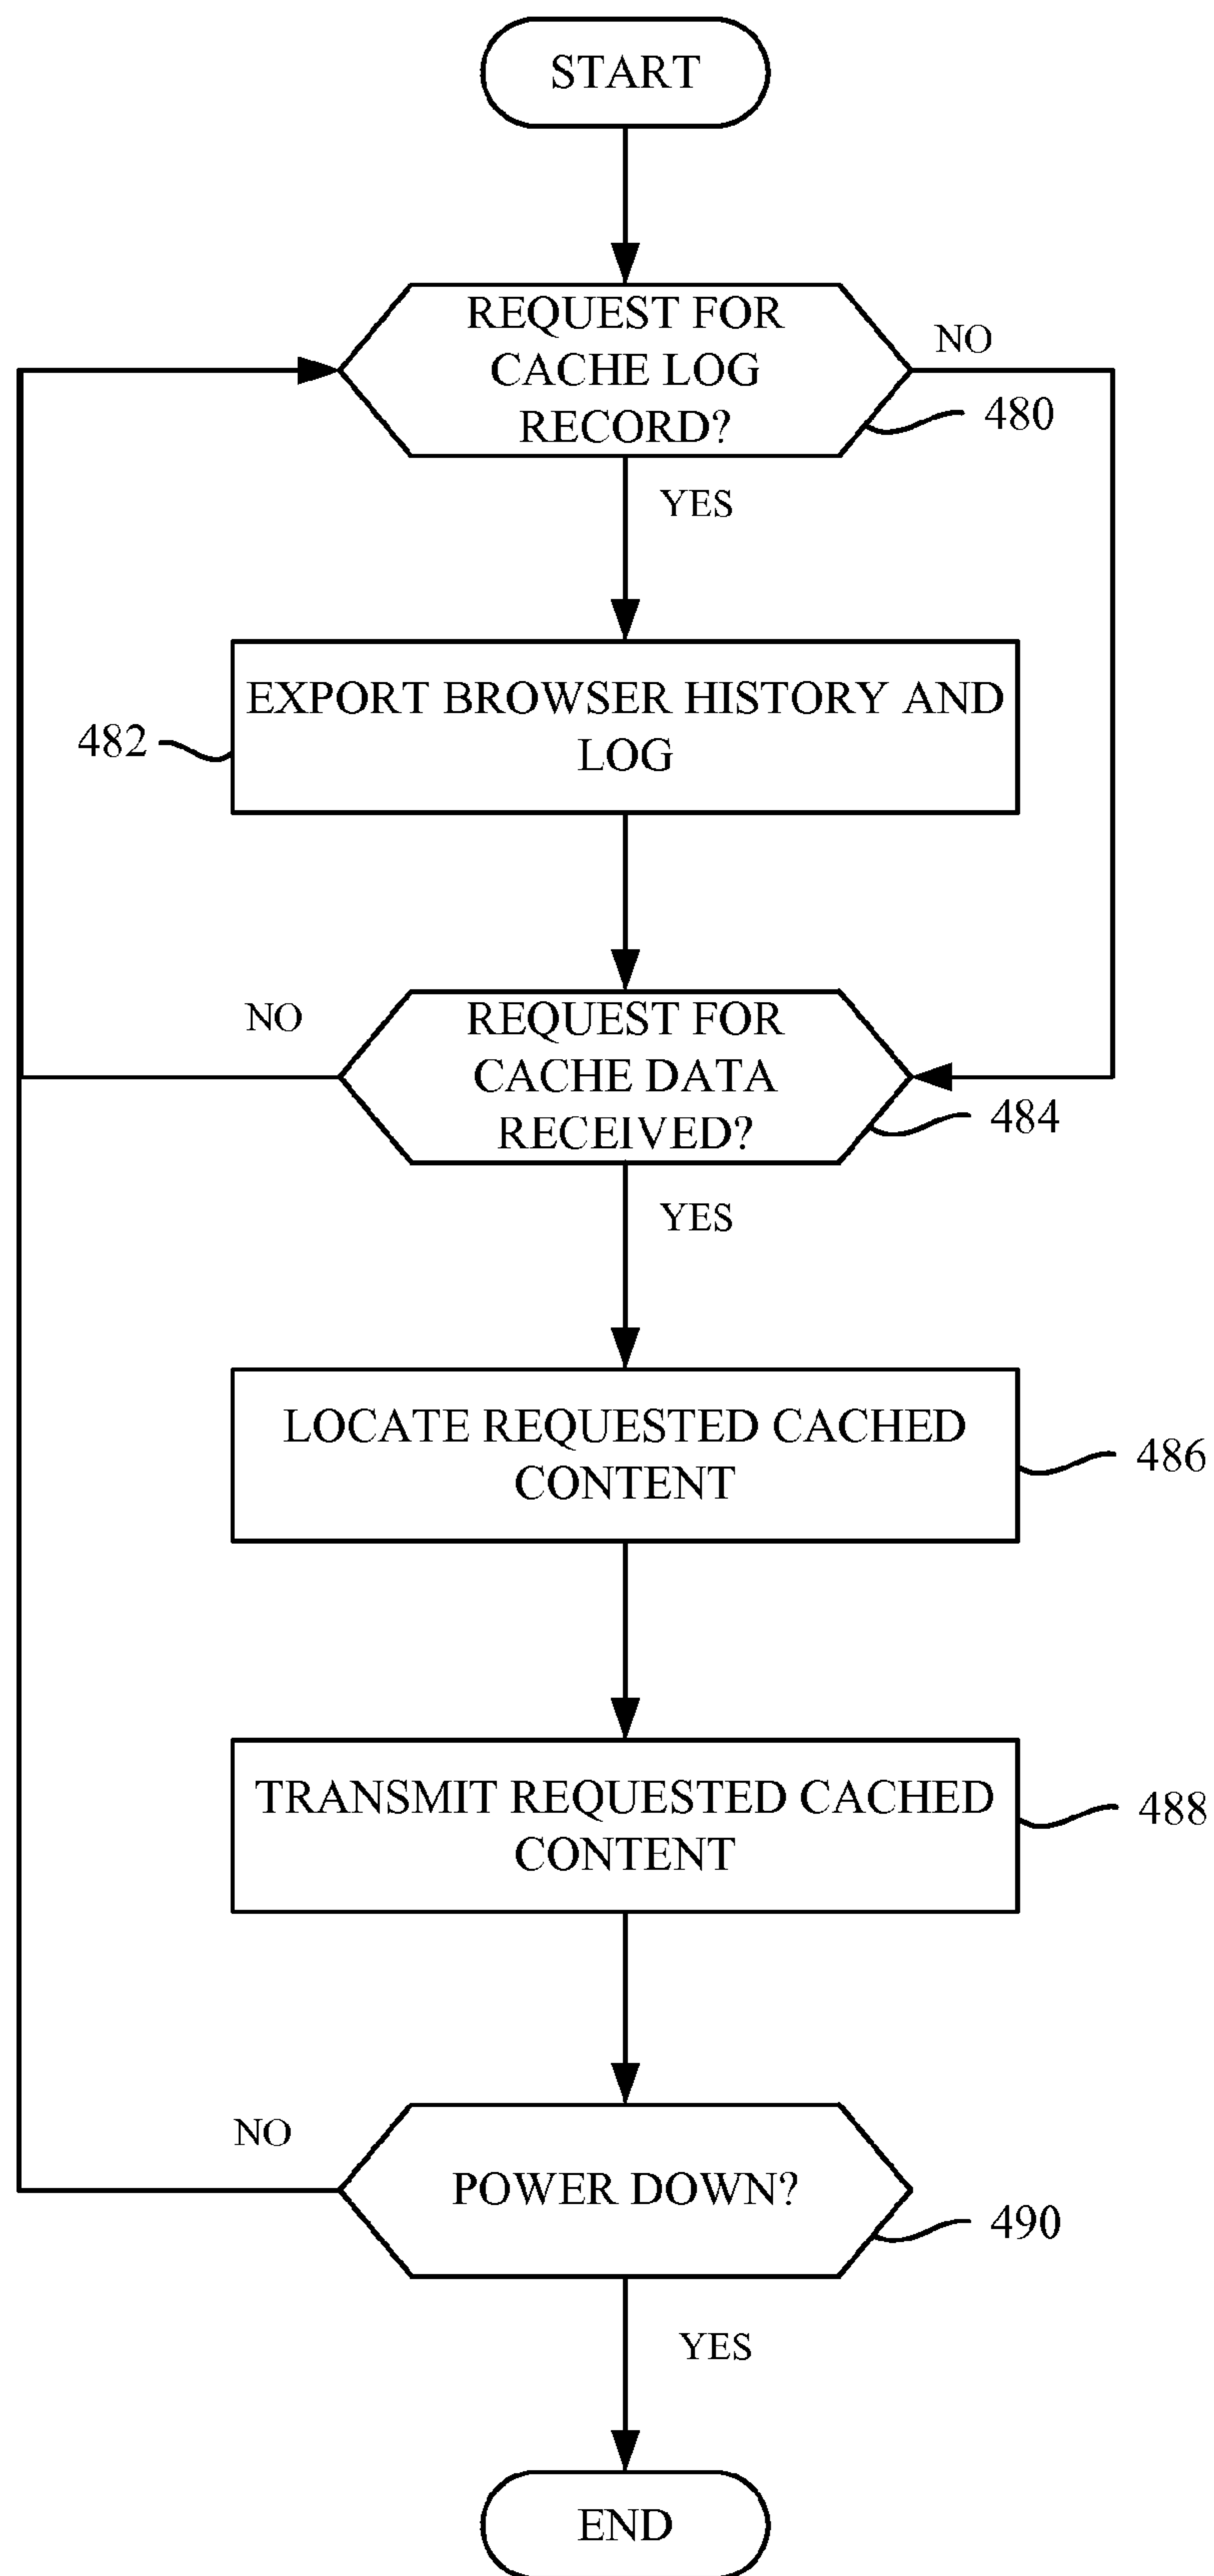 START
REQUEST FOR
CACHE LOG
RECORD?
NO
480
YES
EXPORT BROWSER HISTORY AND
LOG
482
NO
REQUEST FOR
CACHE DATA
RECEIVED?
484
YES
LOCATE REQUESTED CACHED
CONTENT
486
TRANSMIT REQUESTED CACHED
CONTENT
488
NO
POWER DOWN?
490
YES
END